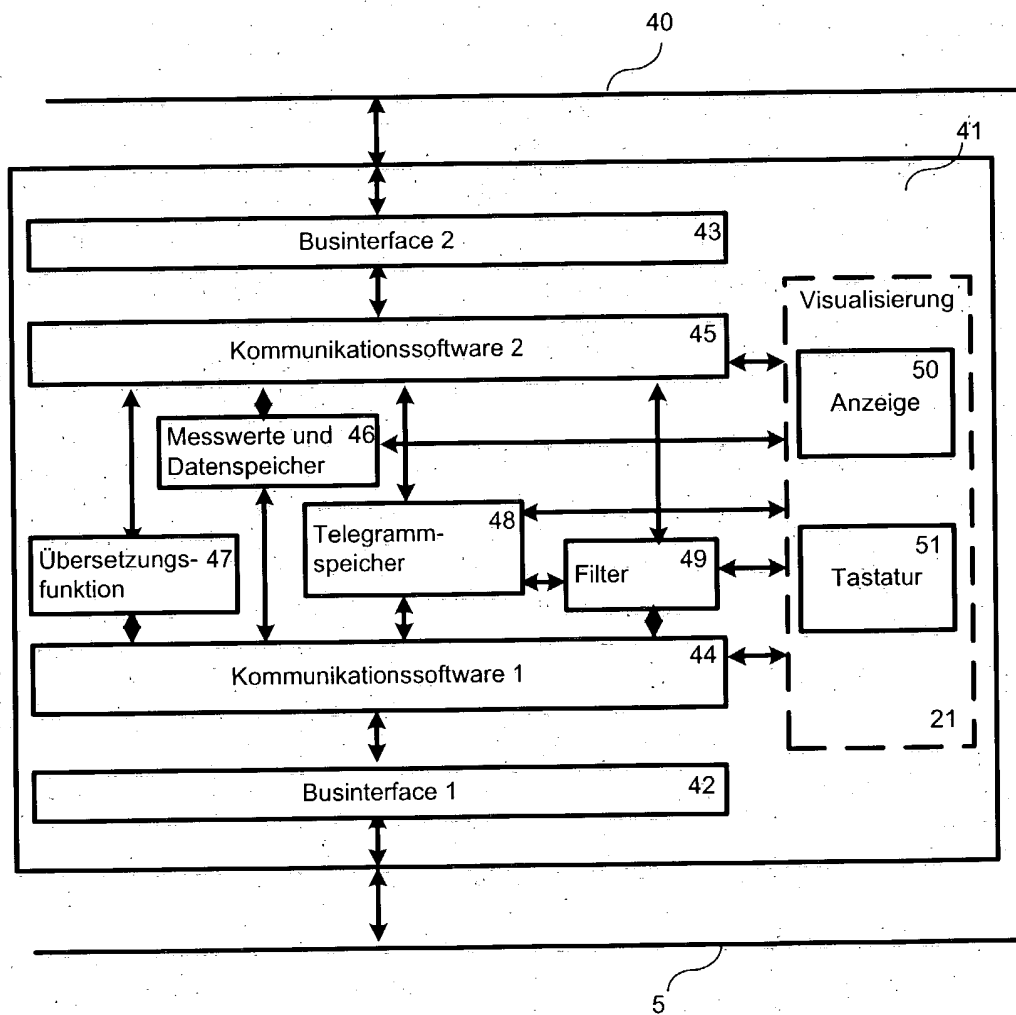 40
41
Businterface 2 43
Visualisierung
Kommunikationssoftware 2 45
50
Anzeige
Messwerte und 46
Datenspeicher
Telegramm- 48
speicher
Übersetzungs- 47
funktion
Filter 49
51
Tastatur
Kommunikationssoftware 1 44
21
Businterface 1 42
5